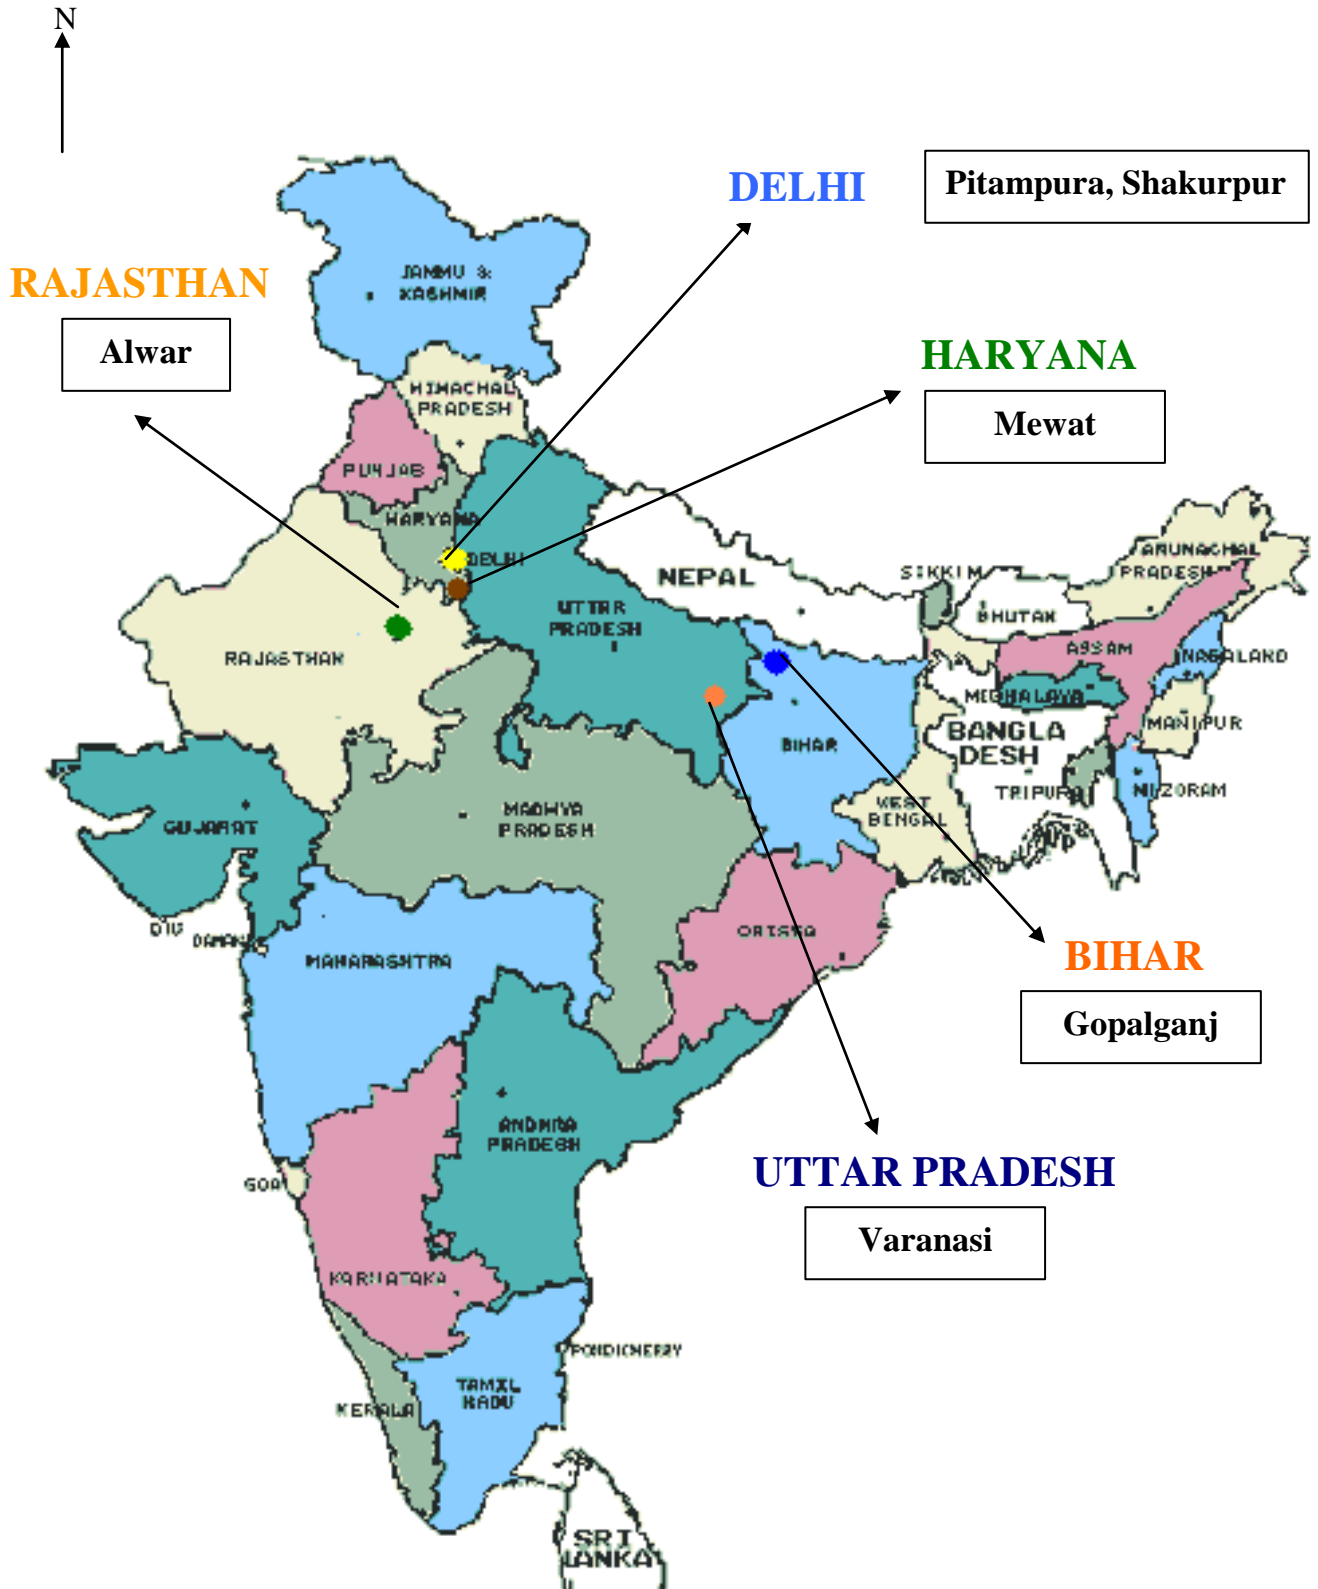 N
DELHI
Pitampura, Shakurpur
RAJASTHAN
Alwar
JAMMU &
KASHMIR
HARYANA
Mewat
HIMACHAL
PRADESH
PUNJAB
HARYANA
DELHI
NEPAL
SIKKIM
ARUNACHAL
PRADESH
BHUTAN
UTTAR
PRADESH
RAJASTHAN
ASSAM
NAGALAND
MEGHALAYA
MANIPUR
BANGLA
DESH
BIHAR
TRIPURA
MIZORAM
GUJARAT
MADHYA
PRADESH
WEST
BENGAL
DIU
DAMAN
ORISSA
MAHARASHTRA
BIHAR
Gopalganj
ANDHRA
PRADESH
UTTAR PRADESH
Varanasi
GOA
KARNATAKA
PONDICHERRY
TAMIL
NADU
KERALA
SRI
LANKA